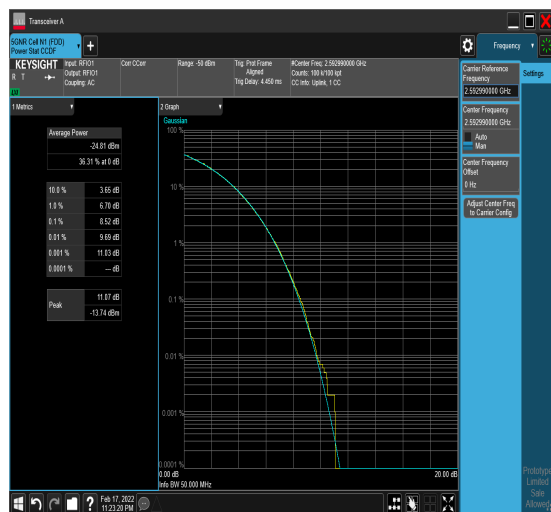 Transceiver A
5GNR Cell N1 (FDD)
Power Stat CCDF
Frequency
KEYSIGHT
R T
Input: RFIO1
Output: RFIO1
Coupling: AC
Corr CCorr
Range: -50 dBm
Trig: Prdt Frame
Aligned
Trig Delay: 4.450 ms
#Center Freq: 2.592990000 GHz
Counts: 100 k/100 kpt
CC Info: Uplink, 1 CC
Carrier Reference
Frequency
2.592990000 GHz
Settings
Center Frequency
2.592990000 GHz
Auto
Man
Center Frequency
Offset
0 Hz
Adjust Center Freq
to Carrier Config
1 Metrics
Average Power
-24.81 dBm
36.31 % at 0 dB
10.0 % 3.65 dB
1.0 % 6.70 dB
0.1 % 8.52 dB
0.01 % 9.69 dB
0.001 % 11.03 dB
0.0001 % --- dB
Peak
11.07 dB
-13.74 dBm
2 Graph
Gaussian
100 %
10 %
1 %
0.1 %
0.01 %
0.001 %
0.0001 %
0.00 dB
20.00 dB
Info BW 50.000 MHz
Prototype
Limited
Sale
Allowed
?
Feb 17, 2022
11:23:20 PM